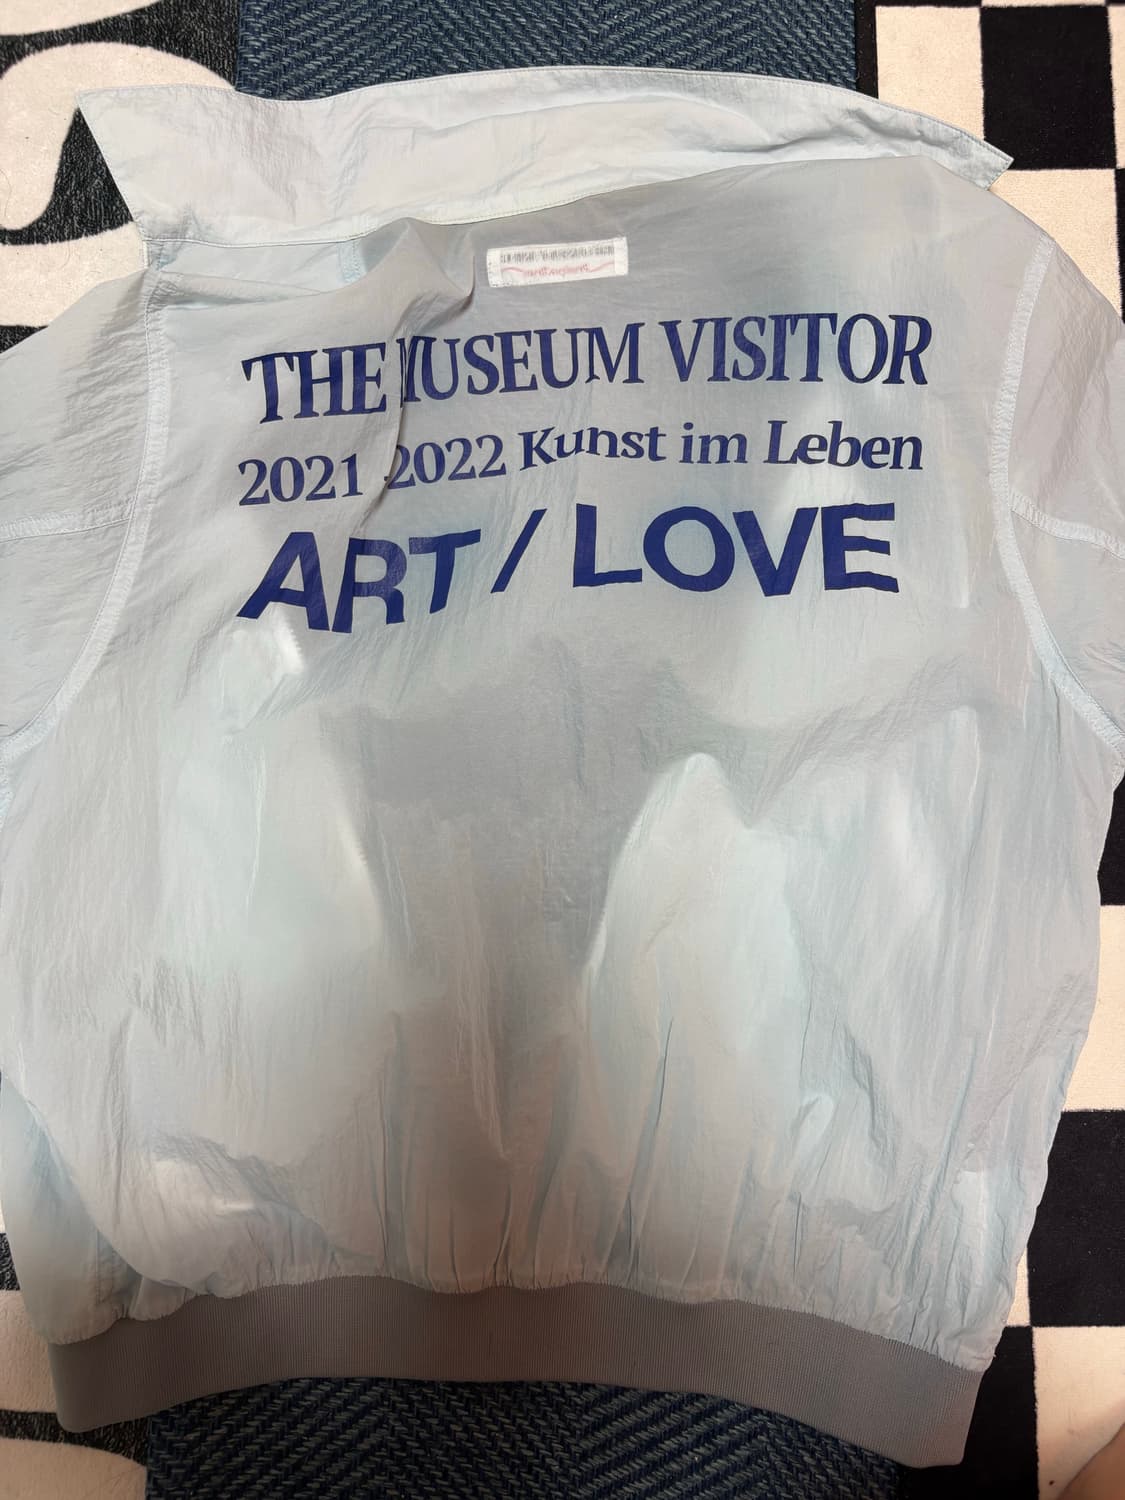 THE MUSEUM VISITOR
2021 2022 Kunst im Leben
ART / LOVE